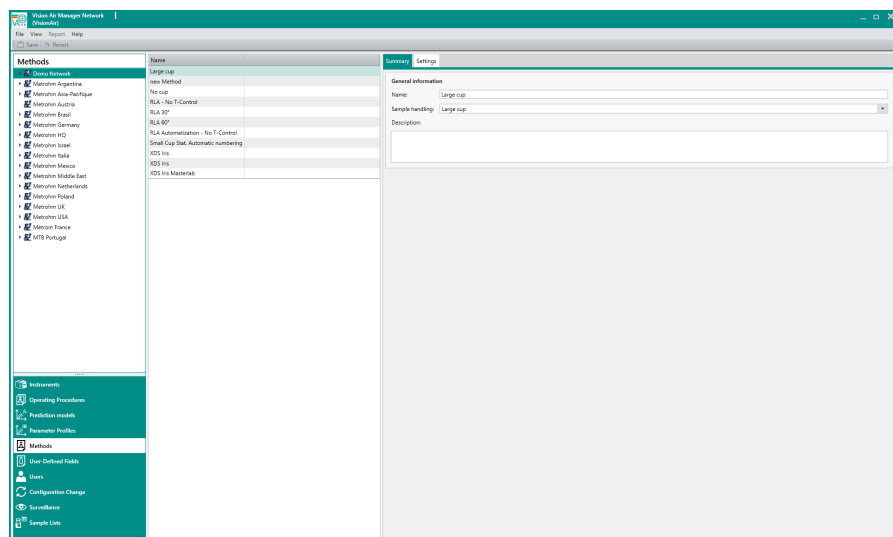 Vision Air Manager Network
(VisionAir)
File View Report Help
Save Revert
Methods
Demo Network
Metrohm Argentina
Metrohm Asia-Pacifique
Metrohm Austria
Metrohm Brasil
Metrohm Germany
Metrohm HQ
Metrohm Israel
Metrohm Italia
Metrohm Mexico
Metrohm Middle East
Metrohm Netherlands
Metrohm Poland
Metrohm UK
Metrohm USA
Metrom France
MTB Portugal
Instruments
Operating Procedures
Prediction models
Parameter Profiles
Methods
User-Defined Fields
Users
Configuration Change
Surveillance
Sample Lists
Name
Large cup
new Method
No cup
RLA - No T-Control
RLA 30°
RLA 60°
RLA Automatization - No T-Control
Small Cup Stat. Automatic numbering
XDS Iris
XDS Iris
XDS Iris Masterlab
Summary Settings
General information
Name: Large cup
Sample handling: Large cup
Description: